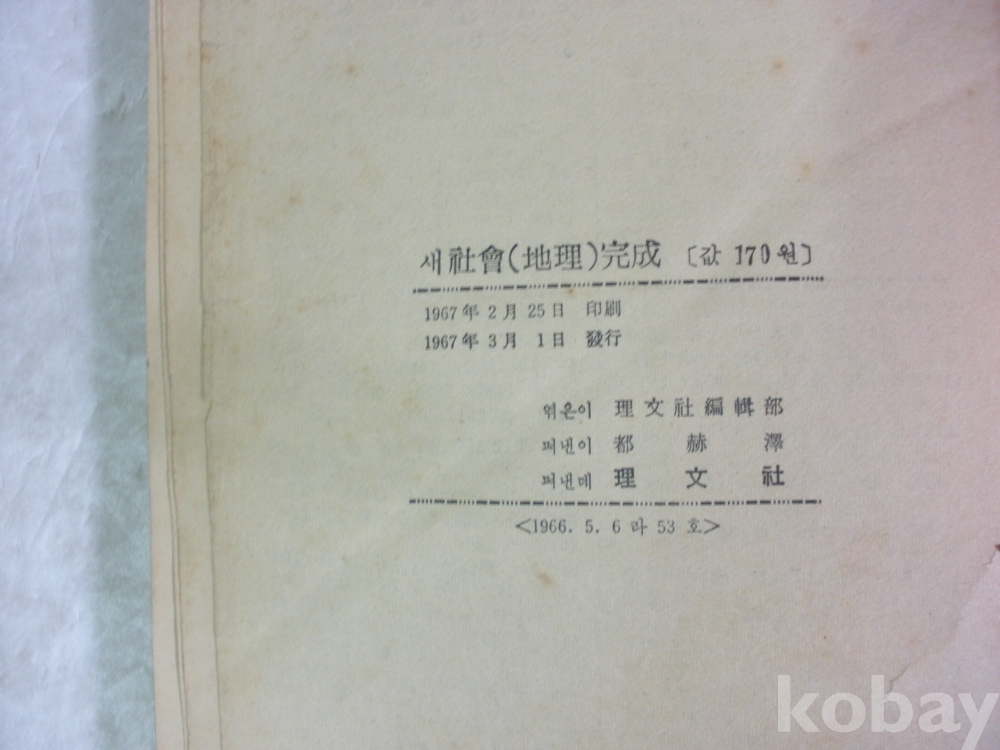 새 社會(地理)完成 〔값 170원〕
1967年 2月 25日 印刷
1967年 3月 1日 發行
엮은이 理文社編輯部
퍼낸이 都赫澤
퍼낸데 理文社
<1966. 5. 6 라 53 호>
kobay